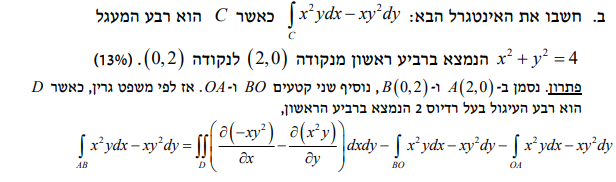 ב. חשבו את האינטגרל הבא: ∫_C x²ydx − xy²dy כאשר C הוא רבע המעגל
x² + y² = 4 הנמצא ברביע ראשון מנקודה (2,0) לנקודה (0,2). (13%)
פתרון. נסמן ב- A(2,0) ו- B(0,2), נוסיף שני קטעים BO ו-OA. אז לפי משפט גרין, כאשר D
הוא רבע העיגול בעל רדיוס 2 הנמצא ברביע הראשון,
∫_AB x²ydx − xy²dy = ∬_D (∂(−xy²)/∂x − ∂(x²y)/∂y) dxdy − ∫_BO x²ydx − xy²dy − ∫_OA x²ydx − xy²dy